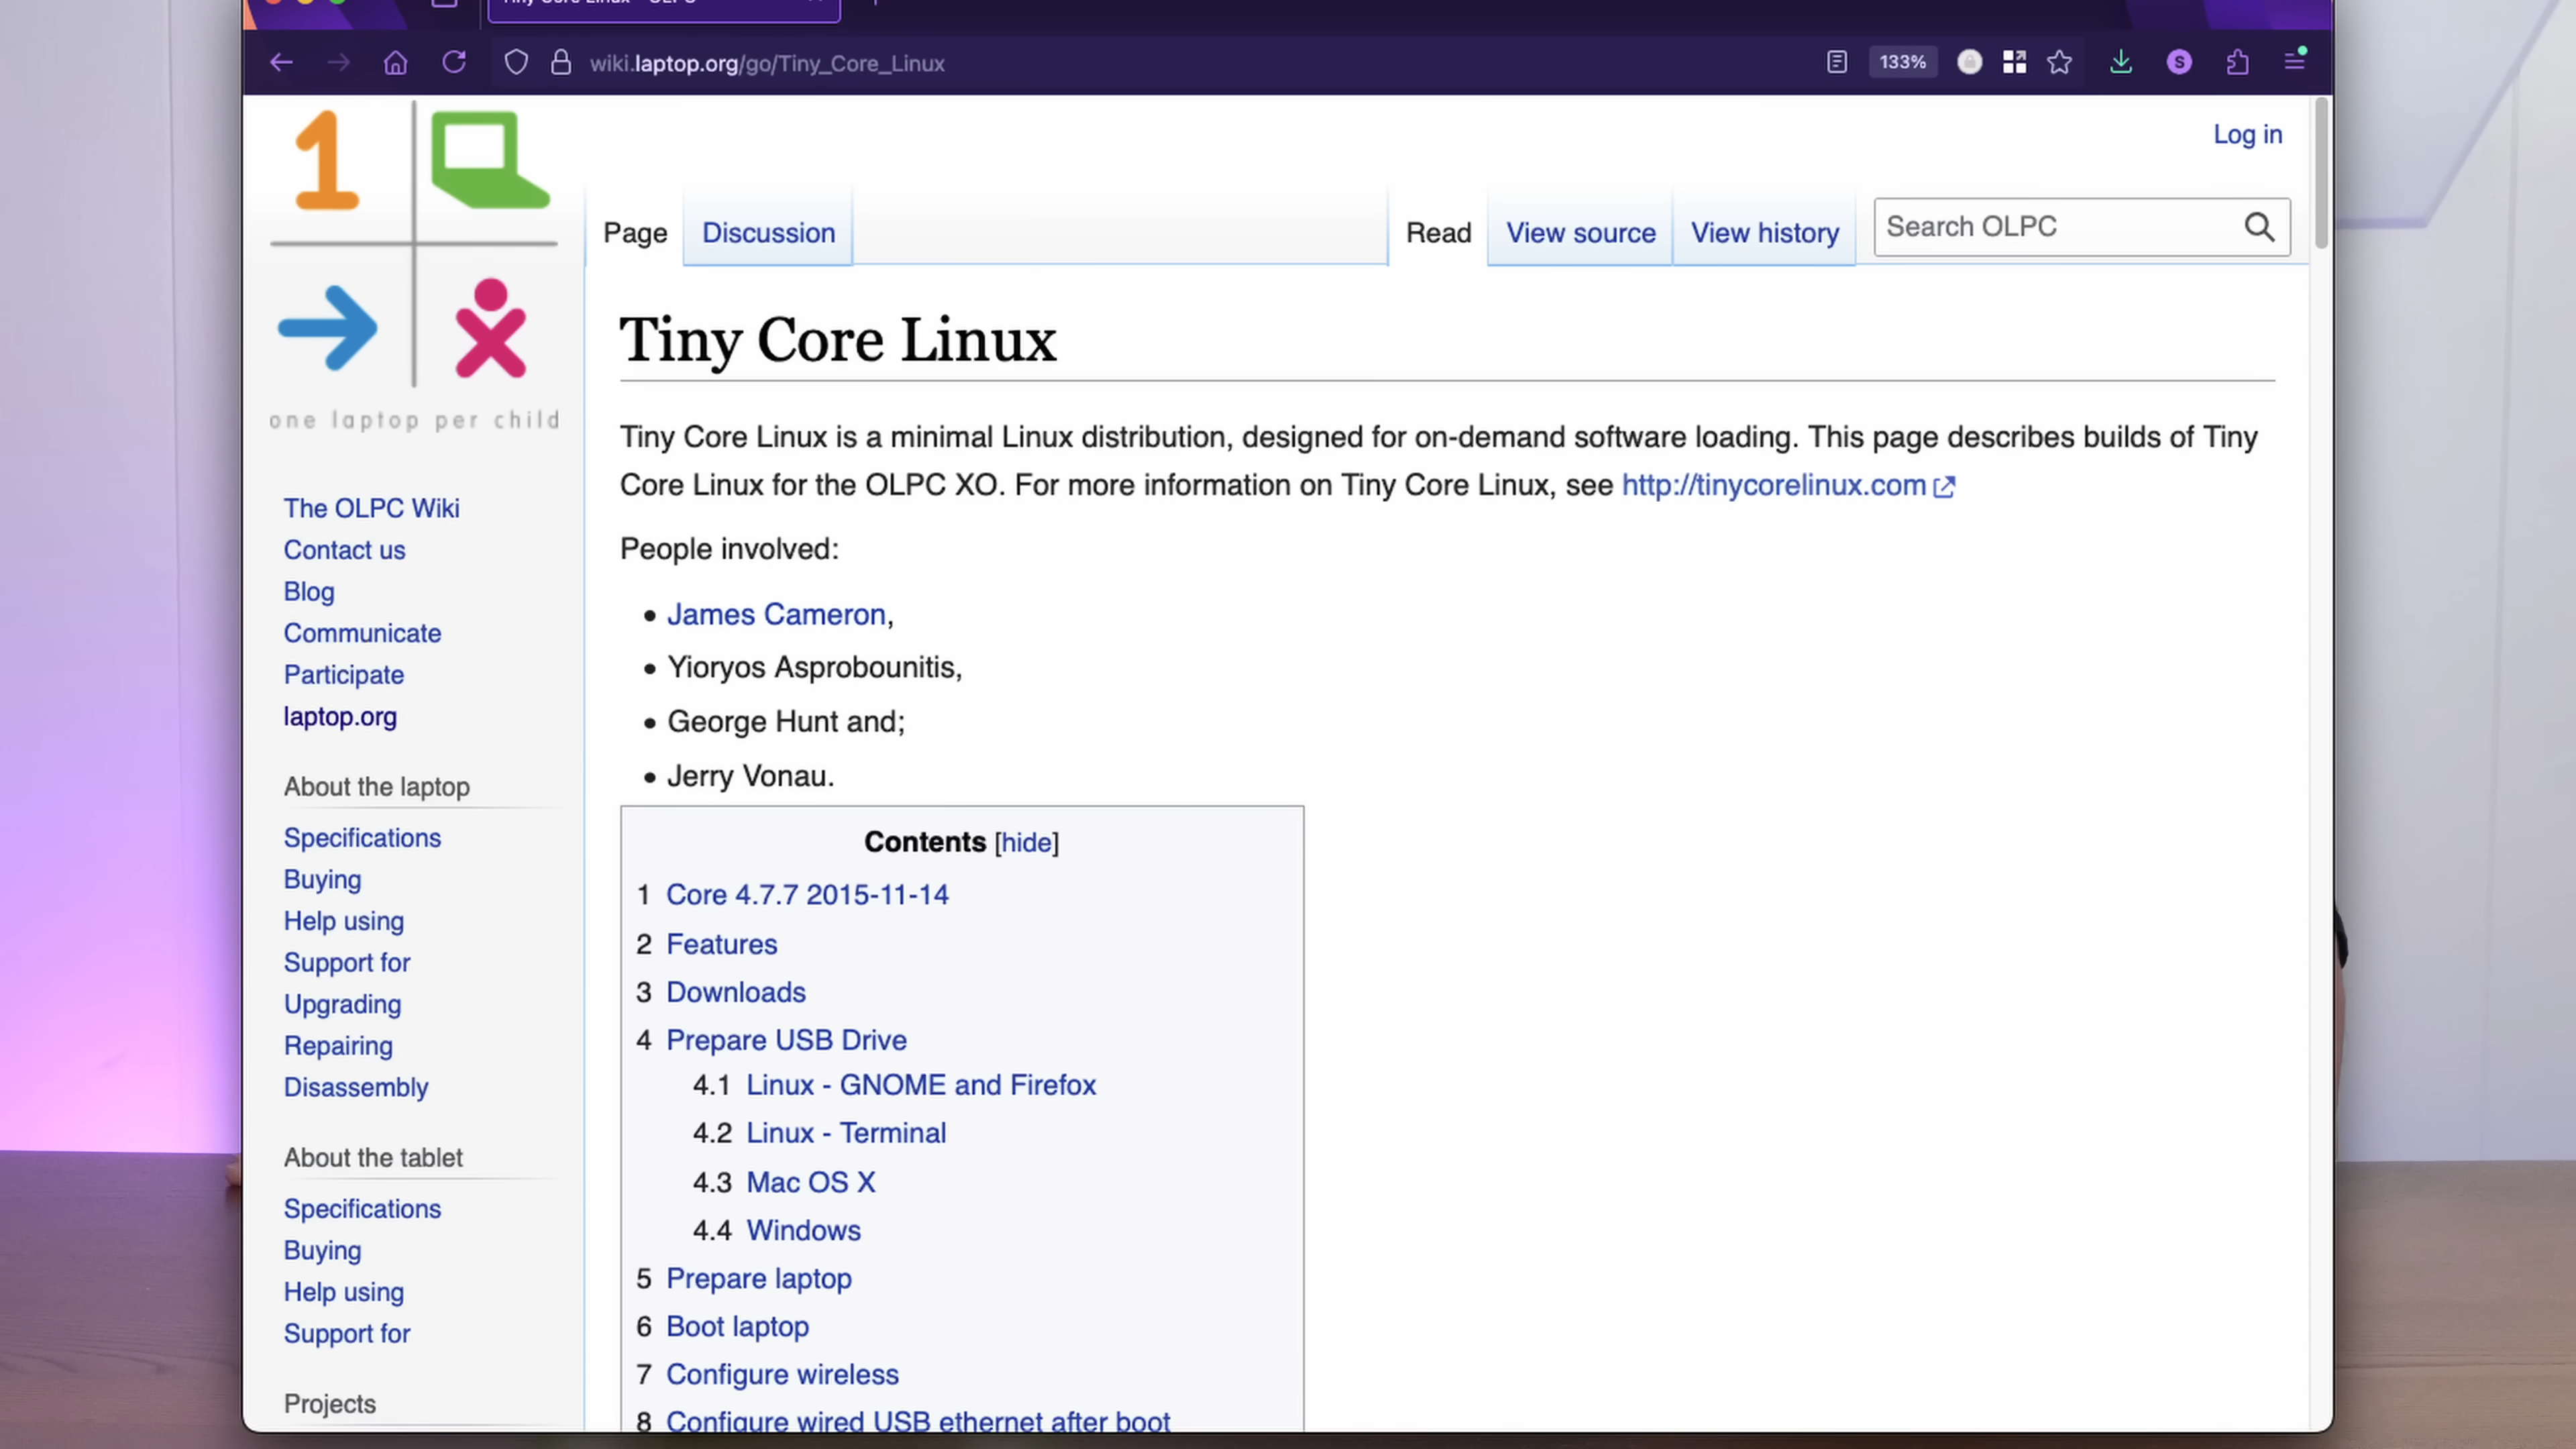 Tiny Core Linux - OLPC
wiki.laptop.org/go/Tiny_Core_Linux
133%
S
1
one laptop per child
Log in
Page
Discussion
Read
View source
View history
Search OLPC
The OLPC Wiki
Contact us
Blog
Communicate
Participate
laptop.org
About the laptop
Specifications
Buying
Help using
Support for
Upgrading
Repairing
Disassembly
About the tablet
Specifications
Buying
Help using
Support for
Projects
Tiny Core Linux
Tiny Core Linux is a minimal Linux distribution, designed for on-demand software loading. This page describes builds of Tiny
Core Linux for the OLPC XO. For more information on Tiny Core Linux, see http://tinycorelinux.com
People involved:
• James Cameron,
• Yioryos Asprobounitis,
• George Hunt and;
• Jerry Vonau.
Contents [hide]
1 Core 4.7.7 2015-11-14
2 Features
3 Downloads
4 Prepare USB Drive
4.1 Linux - GNOME and Firefox
4.2 Linux - Terminal
4.3 Mac OS X
4.4 Windows
5 Prepare laptop
6 Boot laptop
7 Configure wireless
8 Configure wired USB ethernet after boot